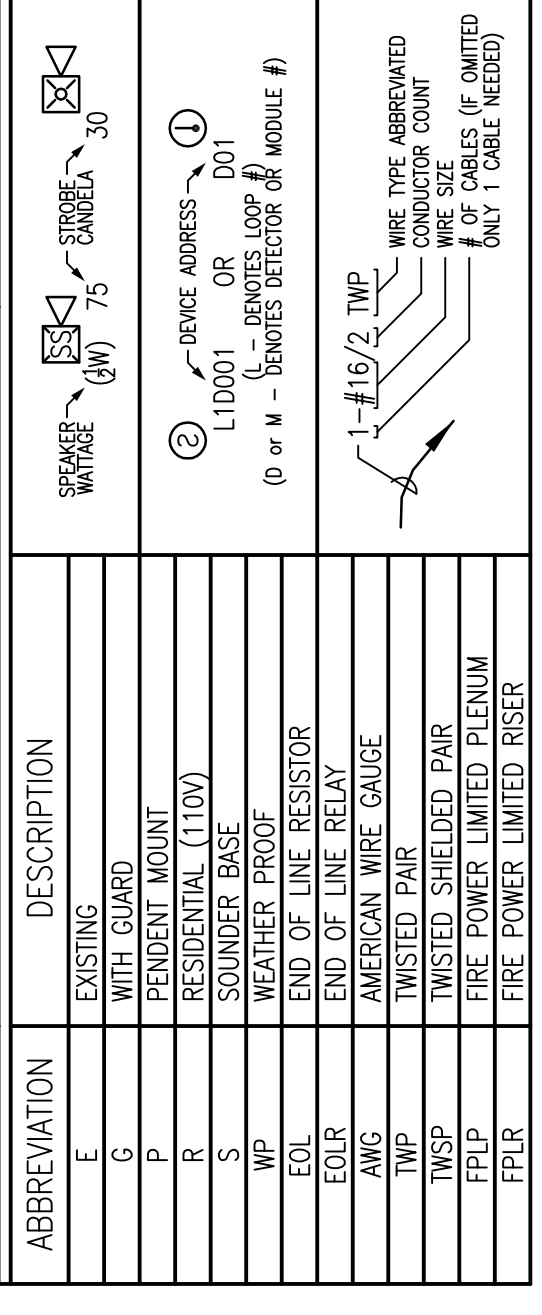 ABBREVIATION DESCRIPTION
E EXISTING
G WITH GUARD
P PENDENT MOUNT
R RESIDENTIAL (110V)
S SOUNDER BASE
WP WEATHER PROOF
EOL END OF LINE RESISTOR
EOLR END OF LINE RELAY
AWG AMERICAN WIRE GAUGE
TWP TWISTED PAIR
TWSP TWISTED SHIELDED PAIR
FPLP FIRE POWER LIMITED PLENUM
FPLR FIRE POWER LIMITED RISER
SPEAKER
WATTAGE
SS
(1/2W) 75
STROBE
CANDELA
30
2
DEVICE ADDRESS
L1D001 OR D01
(L - DENOTES LOOP #)
(D or M - DENOTES DETECTOR OR MODULE #)
1-#16/2 TWP
WIRE TYPE ABBREVIATED
CONDUCTOR COUNT
WIRE SIZE
# OF CABLES (IF OMITTED
ONLY 1 CABLE NEEDED)